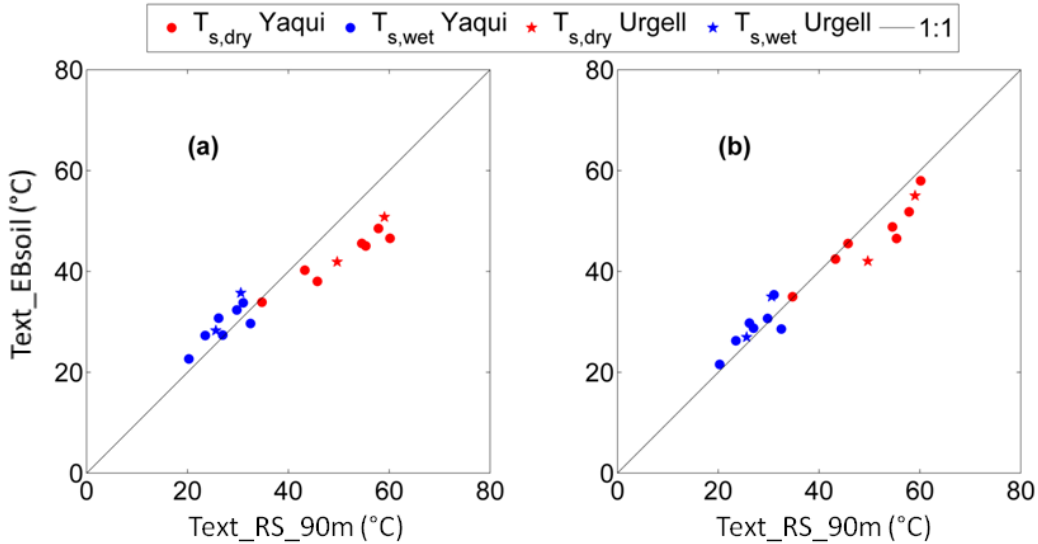 Ts,dry Yaqui Ts,wet Yaqui Ts,dry Urgell Ts,wet Urgell 1:1
80
60
40
20
0
0 20 40 60 80
(a)
Text_EBsoil (°C)
Text_RS_90m (°C)
80
60
40
20
0
0 20 40 60 80
(b)
Text_RS_90m (°C)